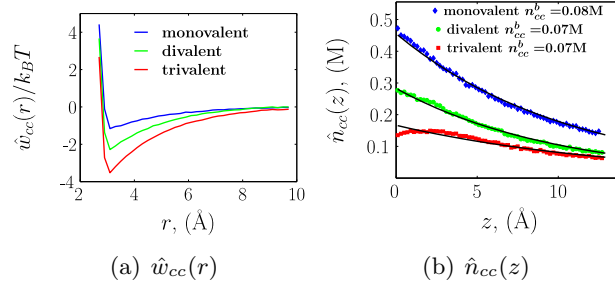 monovalent
divalent
trivalent
4
2
0
-2
-4
2
4
6
8
10
r, (Å)
ŵcc(r)/kBT
(a) ŵcc(r)
monovalent n^b_cc=0.08M
divalent n^b_cc=0.07M
trivalent n^b_cc=0.07M
0.5
0.4
0.3
0.2
0.1
0
5
10
z, (Å)
n̂cc(z), (M)
(b) n̂cc(z)